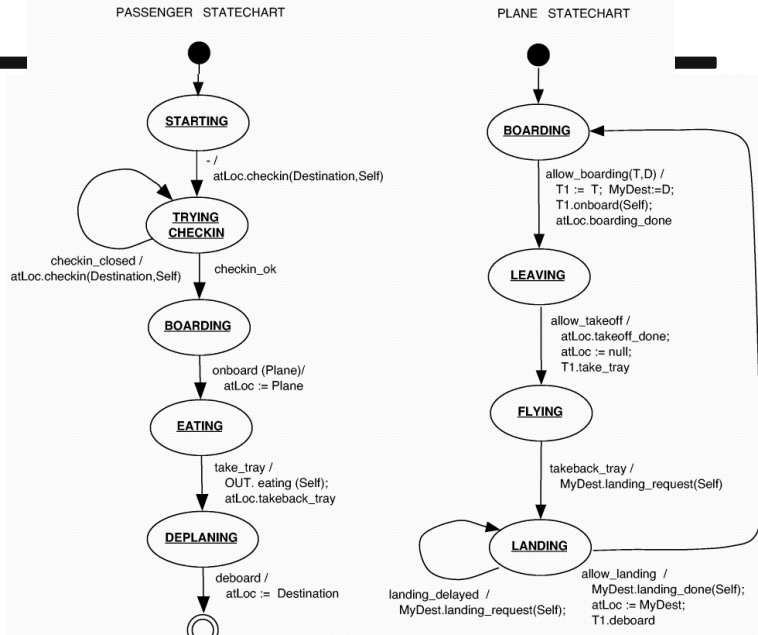 PASSENGER STATECHART
STARTING
- /
atLoc.checkin(Destination,Self)
TRYING
CHECKIN
checkin_closed /
atLoc.checkin(Destination,Self)
checkin_ok
BOARDING
onboard (Plane)/
atLoc := Plane
EATING
take_tray /
OUT. eating (Self);
atLoc.takeback_tray
DEPLANING
deboard /
atLoc := Destination
PLANE STATECHART
BOARDING
allow_boarding(T,D) /
T1 := T; MyDest:=D;
T1.onboard(Self);
atLoc.boarding_done
LEAVING
allow_takeoff /
atLoc.takeoff_done;
atLoc := null;
T1.take_tray
FLYING
takeback_tray /
MyDest.landing_request(Self)
LANDING
landing_delayed /
MyDest.landing_request(Self);
allow_landing /
MyDest.landing_done(Self);
atLoc := MyDest;
T1.deboard